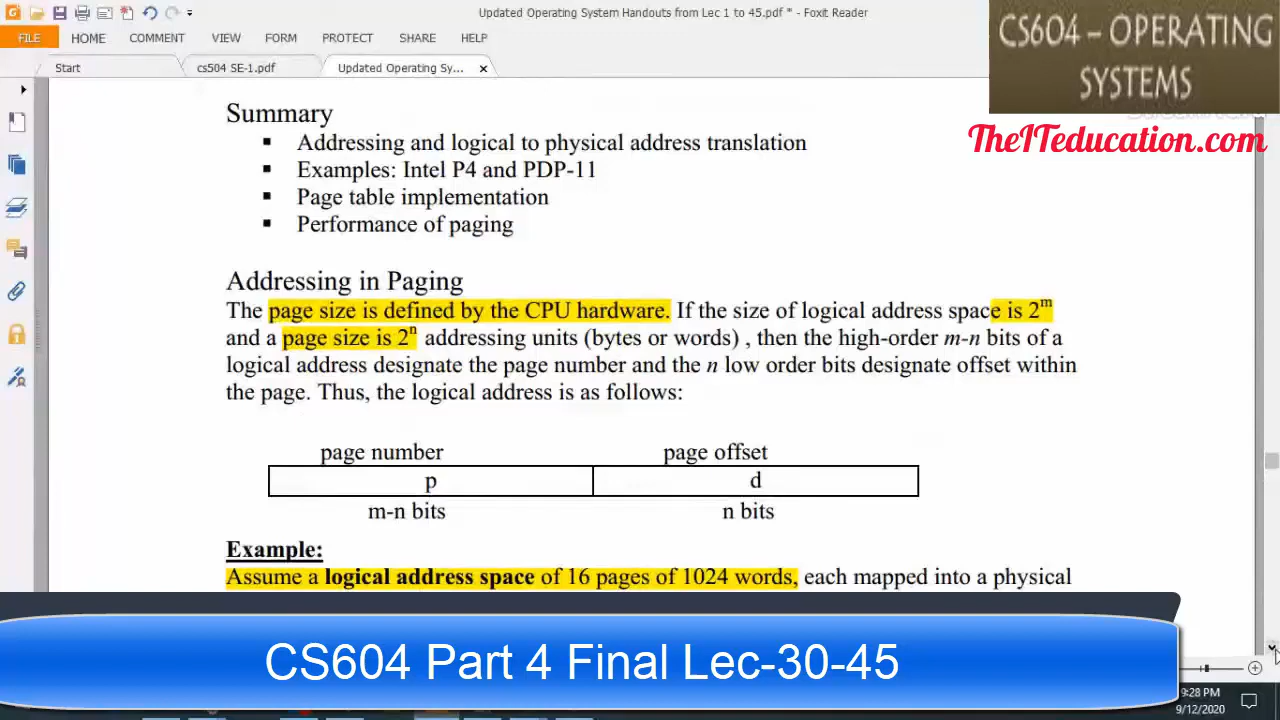 Updated Operating System Handouts from Lec 1 to 45.pdf * - Foxit Reader
CS604 – OPERATING
SYSTEMS
TheITeducation.com
FILE HOME COMMENT VIEW FORM PROTECT SHARE HELP
Start cs504 SE-1.pdf Updated Operating Sy... ×
Summary
▪ Addressing and logical to physical address translation
▪ Examples: Intel P4 and PDP-11
▪ Page table implementation
▪ Performance of paging
Addressing in Paging
The page size is defined by the CPU hardware. If the size of logical address space is 2^m
and a page size is 2^n addressing units (bytes or words) , then the high-order m-n bits of a
logical address designate the page number and the n low order bits designate offset within
the page. Thus, the logical address is as follows:
page number page offset
p d
m-n bits n bits
Example:
Assume a logical address space of 16 pages of 1024 words, each mapped into a physical
CS604 Part 4 Final Lec-30-45
9:28 PM
9/12/2020